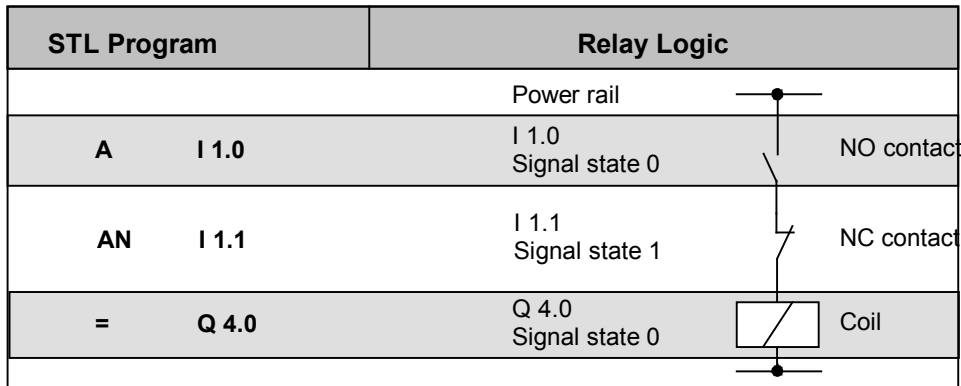 STL Program Relay Logic
Power rail
A I 1.0 I 1.0 NO contact
Signal state 0
AN I 1.1 I 1.1 NC contact
Signal state 1
= Q 4.0 Q 4.0 Coil
Signal state 0